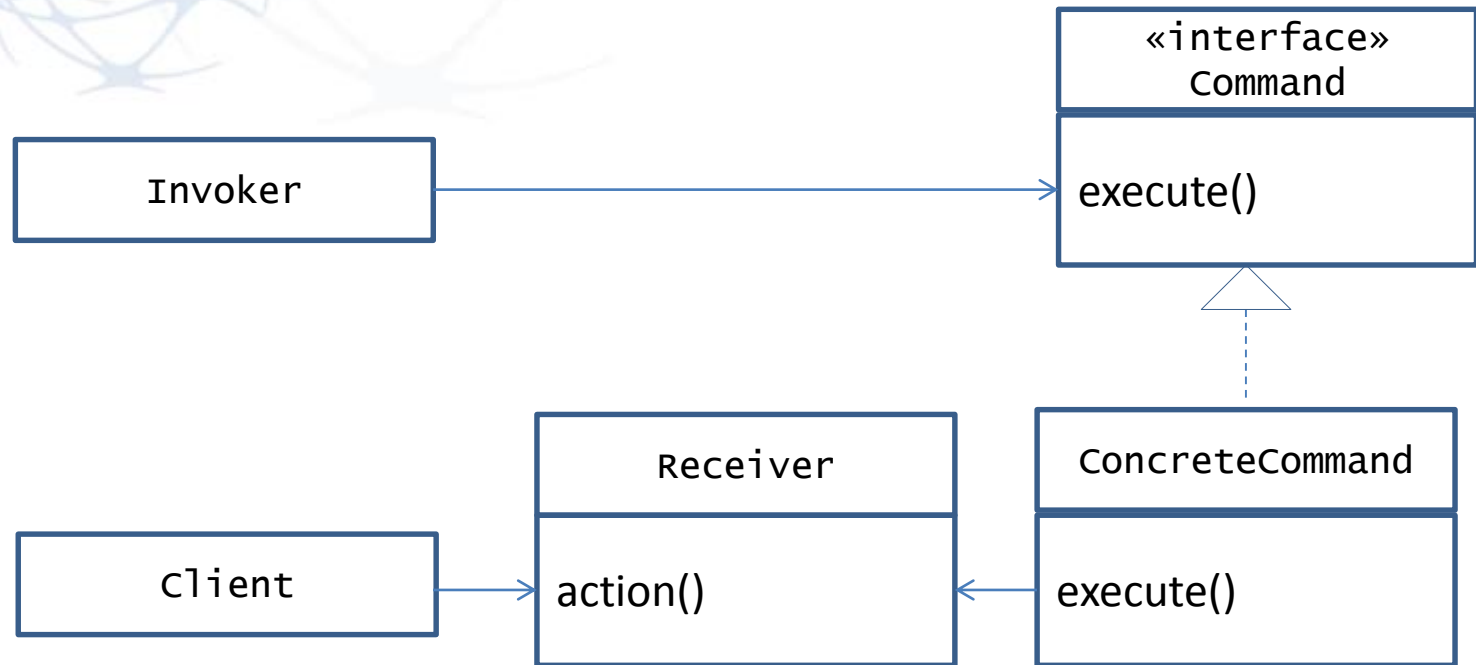 «interface»
Command
Invoker
execute()
Receiver
ConcreteCommand
Client
action()
execute()